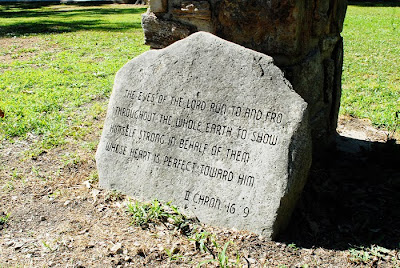 THE EYES OF THE LORD RUN TO AND FRO
THROUGHOUT THE WHOLE EARTH TO SHOW
HIMSELF STRONG IN BEHALF OF THEM
WHOSE HEART IS PERFECT TOWARD HIM
II CHRON 16 9